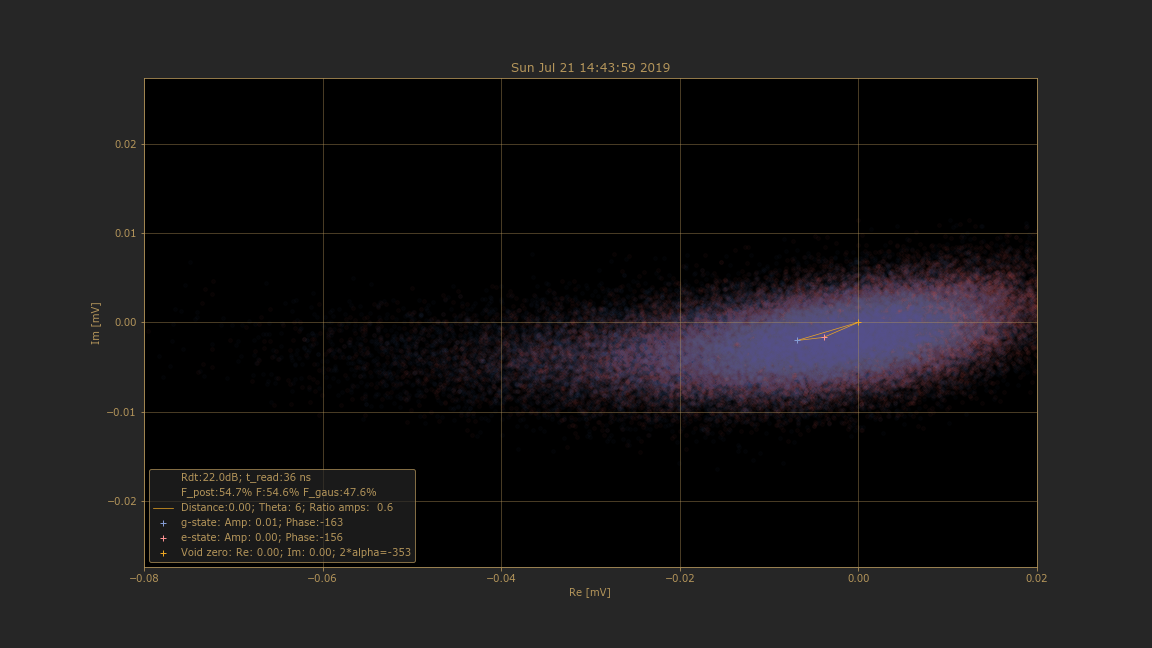 Sun Jul 21 14:43:59 2019
0.02
0.01
0.00
−0.01
−0.02
Im [mV]
Rdt:22.0dB; t_read:36 ns
F_post:54.7% F:54.6% F_gaus:47.6%
Distance:0.00; Theta: 6; Ratio amps:  0.6
g-state: Amp: 0.01; Phase:-163
e-state: Amp: 0.00; Phase:-156
Void zero: Re: 0.00; Im: 0.00; 2*alpha=-353
−0.08 −0.06 −0.04 −0.02 0.00 0.02
Re [mV]